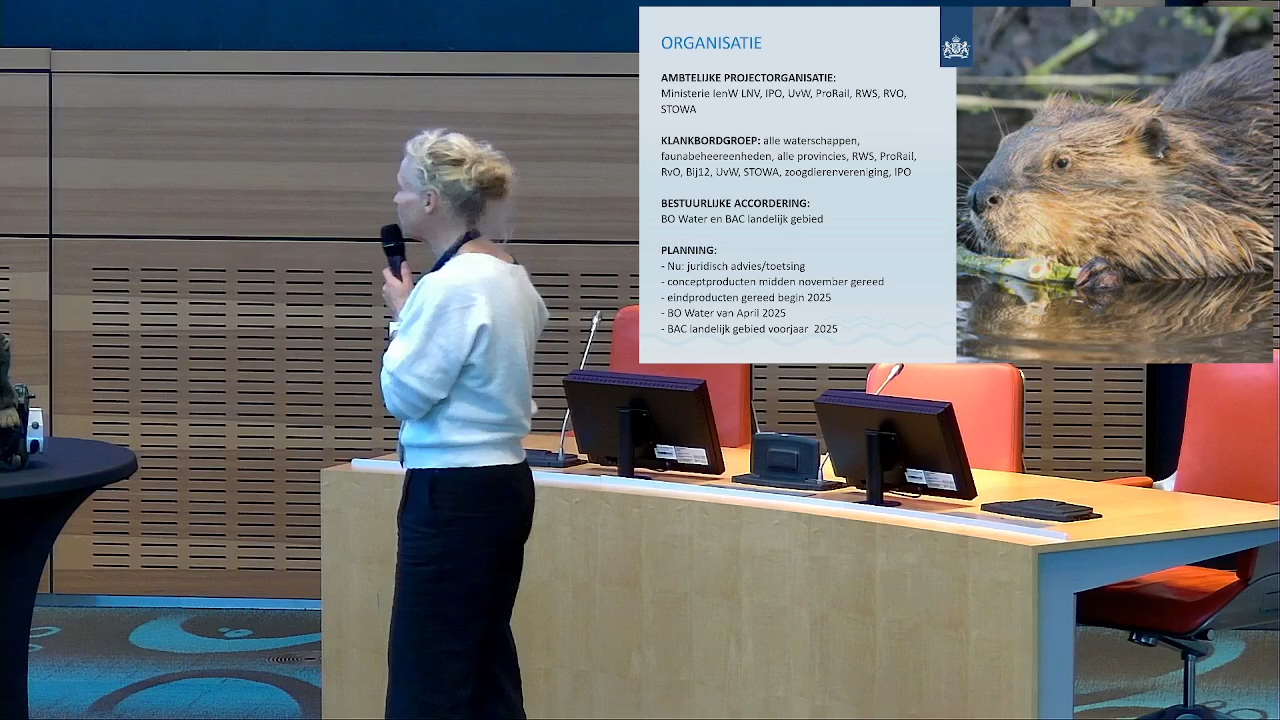 ORGANISATIE
AMBTELIJKE PROJECTORGANISATIE:
Ministerie IenW LNV, IPO, UvW, ProRail, RWS, RVO,
STOWA
KLANKBORDGROEP: alle waterschappen,
faunabeheereenheden, alle provincies, RWS, ProRail,
RvO, Bij12, UvW, STOWA, zoogdierenvereniging, IPO
BESTUURLIJKE ACCORDERING:
BO Water en BAC landelijk gebied
PLANNING:
- Nu: juridisch advies/toetsing
- conceptproducten midden november gereed
- eindproducten gereed begin 2025
- BO Water van April 2025
- BAC landelijk gebied voorjaar 2025